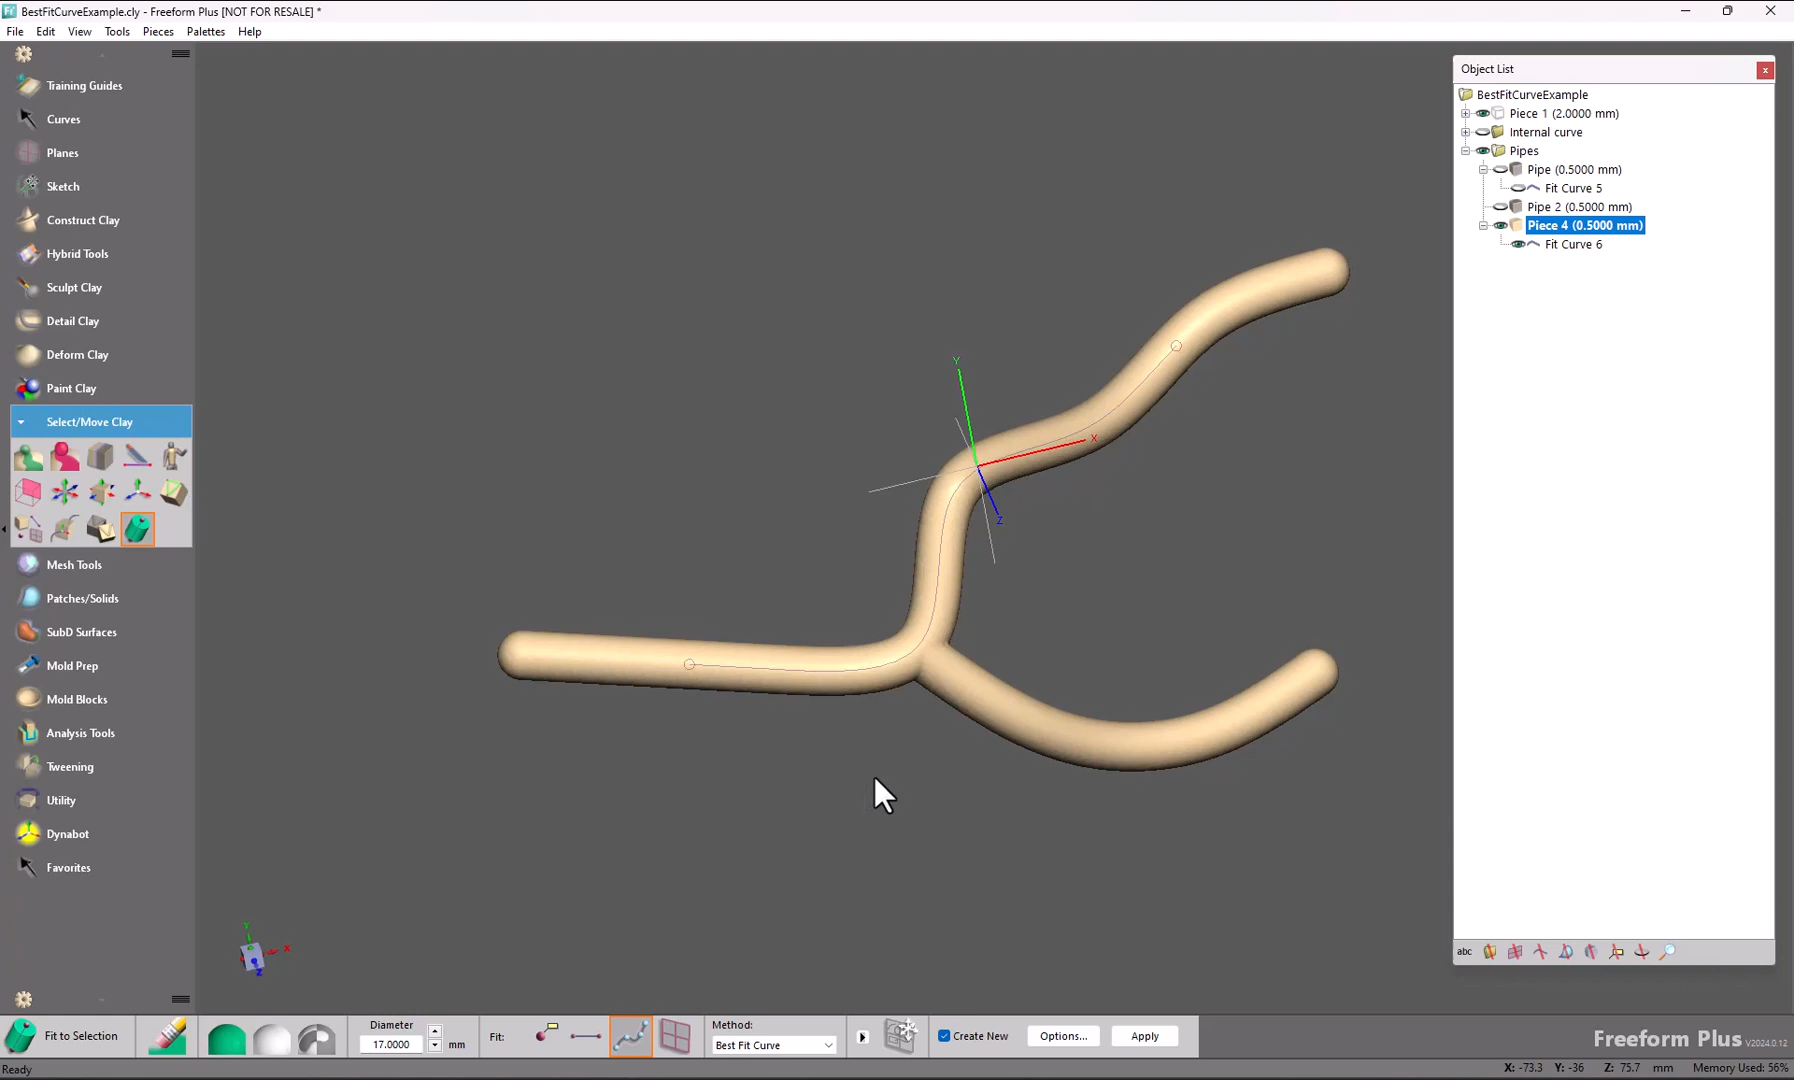 BestFitCurveExample.cly - Freeform Plus [NOT FOR RESALE] *
File Edit View Tools Pieces Palettes Help
Training Guides
Curves
Planes
Sketch
Construct Clay
Hybrid Tools
Sculpt Clay
Detail Clay
Deform Clay
Paint Clay
Select/Move Clay
Mesh Tools
Patches/Solids
SubD Surfaces
Mold Prep
Mold Blocks
Analysis Tools
Tweening
Utility
Dynabot
Favorites
Y
X
Z
Y
X
Z
Object List
x
BestFitCurveExample
Piece 1 (2.0000 mm)
Internal curve
Pipes
Pipe (0.5000 mm)
Fit Curve 5
Pipe 2 (0.5000 mm)
Piece 4 (0.5000 mm)
Fit Curve 6
abc
Fit to Selection
Diameter
17.0000 mm
Fit:
Method:
Best Fit Curve
Create New
Options...
Apply
Freeform Plus V2024.0.12
Ready
X: -73.3 Y: -36 Z: 75.7 mm Memory Used: 56%